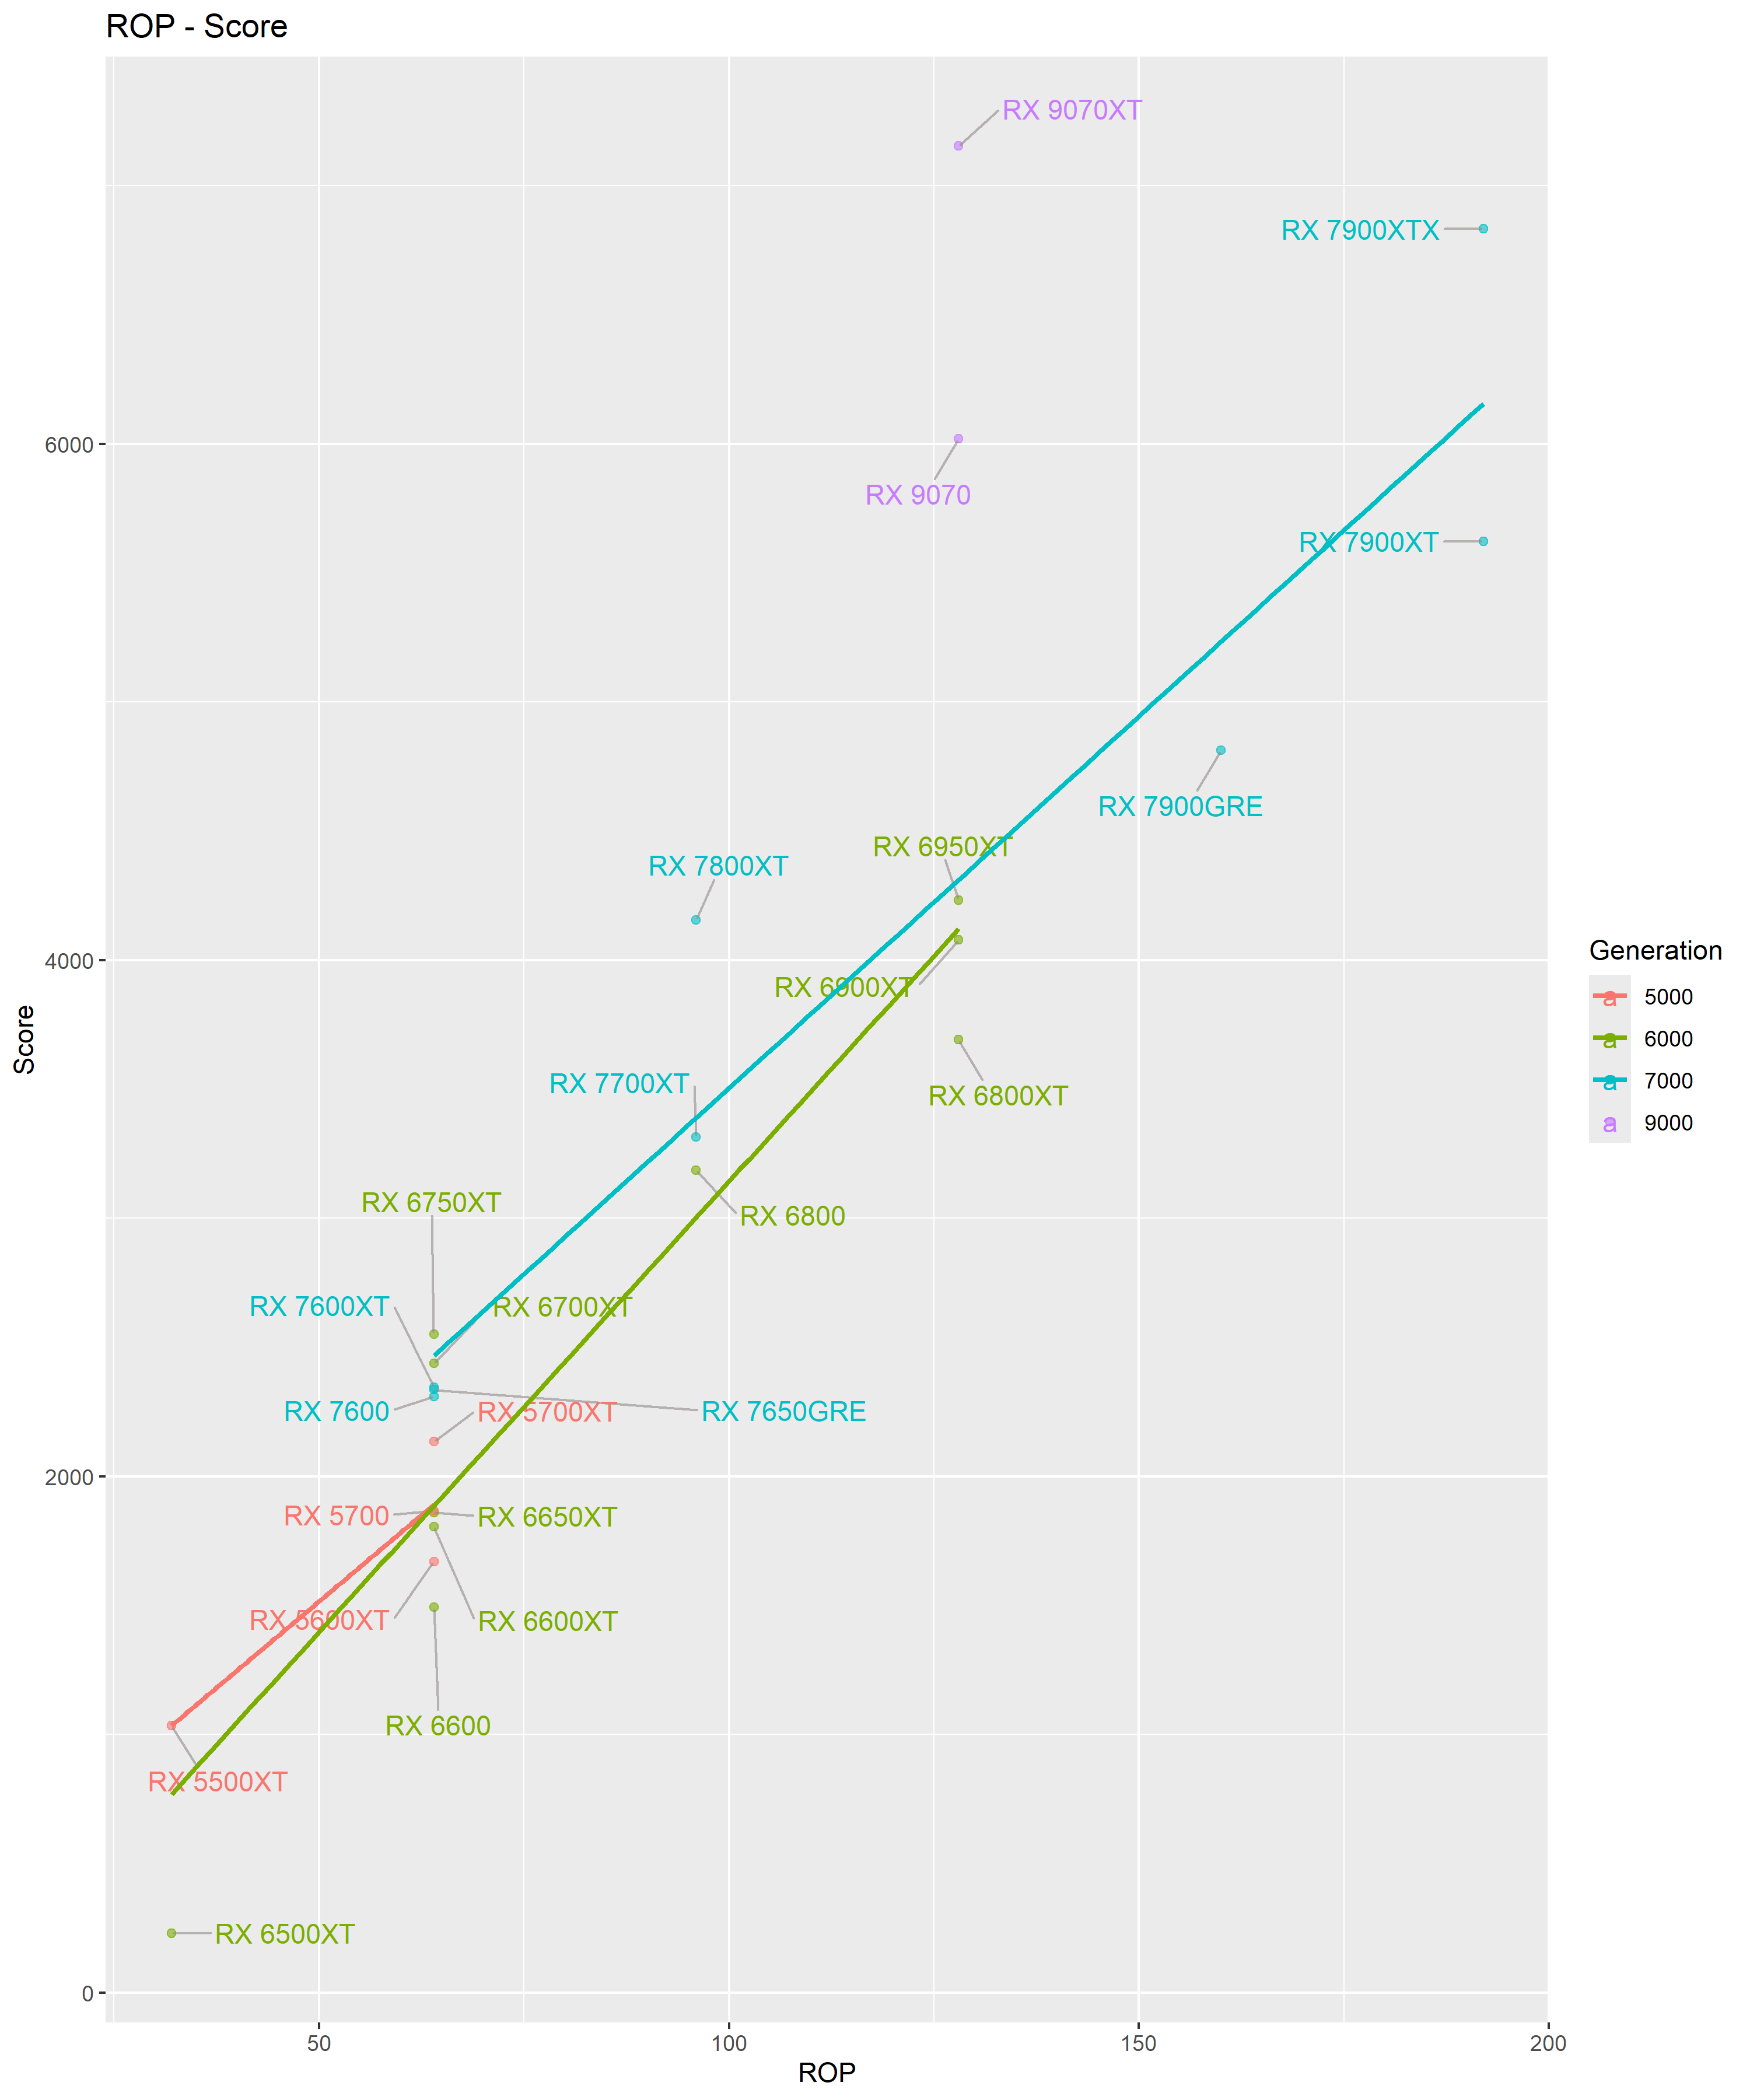 ROP - Score
RX 9070XT
RX 7900XTX
6000
RX 9070
RX 7900XT
RX 7900GRE
RX 6950XT
RX 7800XT
4000
RX 6900XT
RX 7700XT
RX 6800XT
RX 6750XT
RX 6800
RX 7600XT
RX 6700XT
RX 7600
RX 5700XT
RX 7650GRE
2000
RX 5700
RX 6650XT
RX 5600XT
RX 6600XT
RX 6600
RX 5500XT
RX 6500XT
0
50
100
150
200
ROP
Score
Generation
a 5000
a 6000
a 7000
a 9000